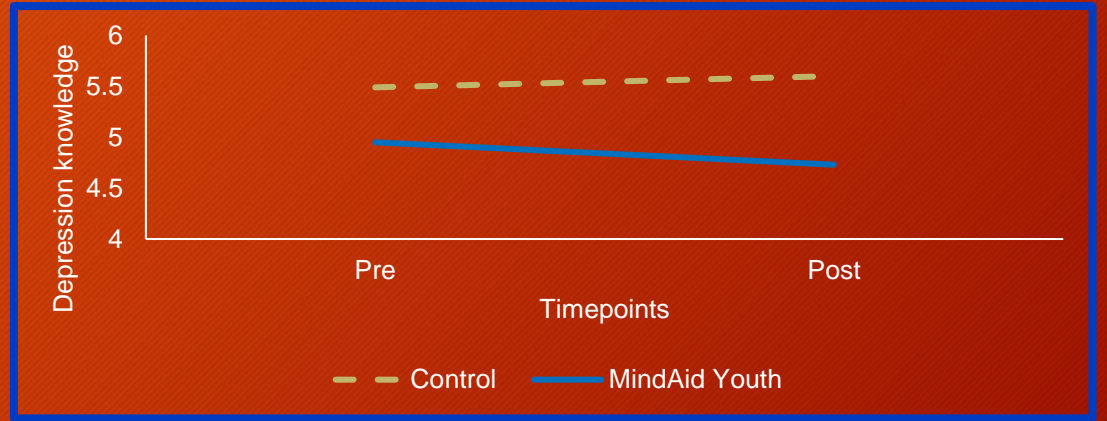 Depression knowledge
6
5.5
5
4.5
4
Pre Post
Timepoints
Control MindAid Youth